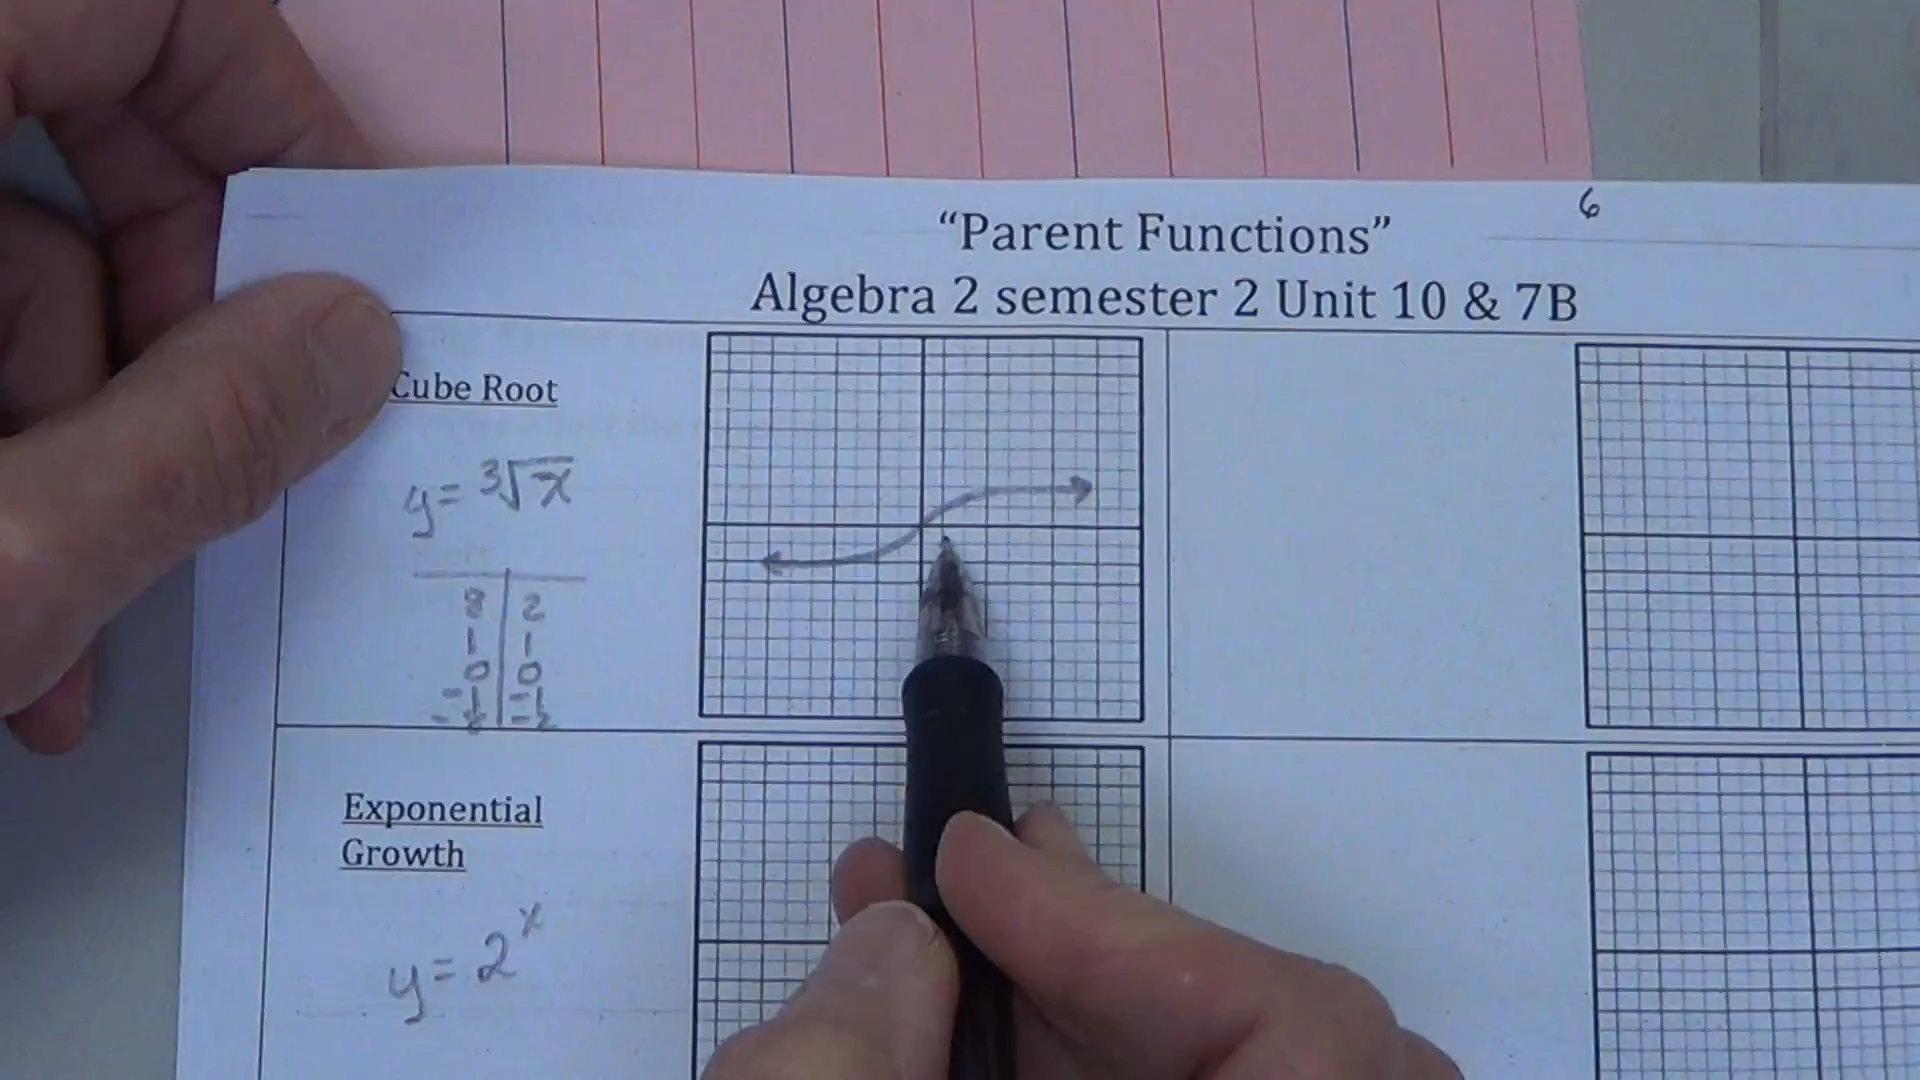 6
“Parent Functions”
Algebra 2 semester 2 Unit 10 & 7B
Cube Root
y = ³√x
8 2
1 1
0 0
-1 -1
Exponential
Growth
y = 2ˣ